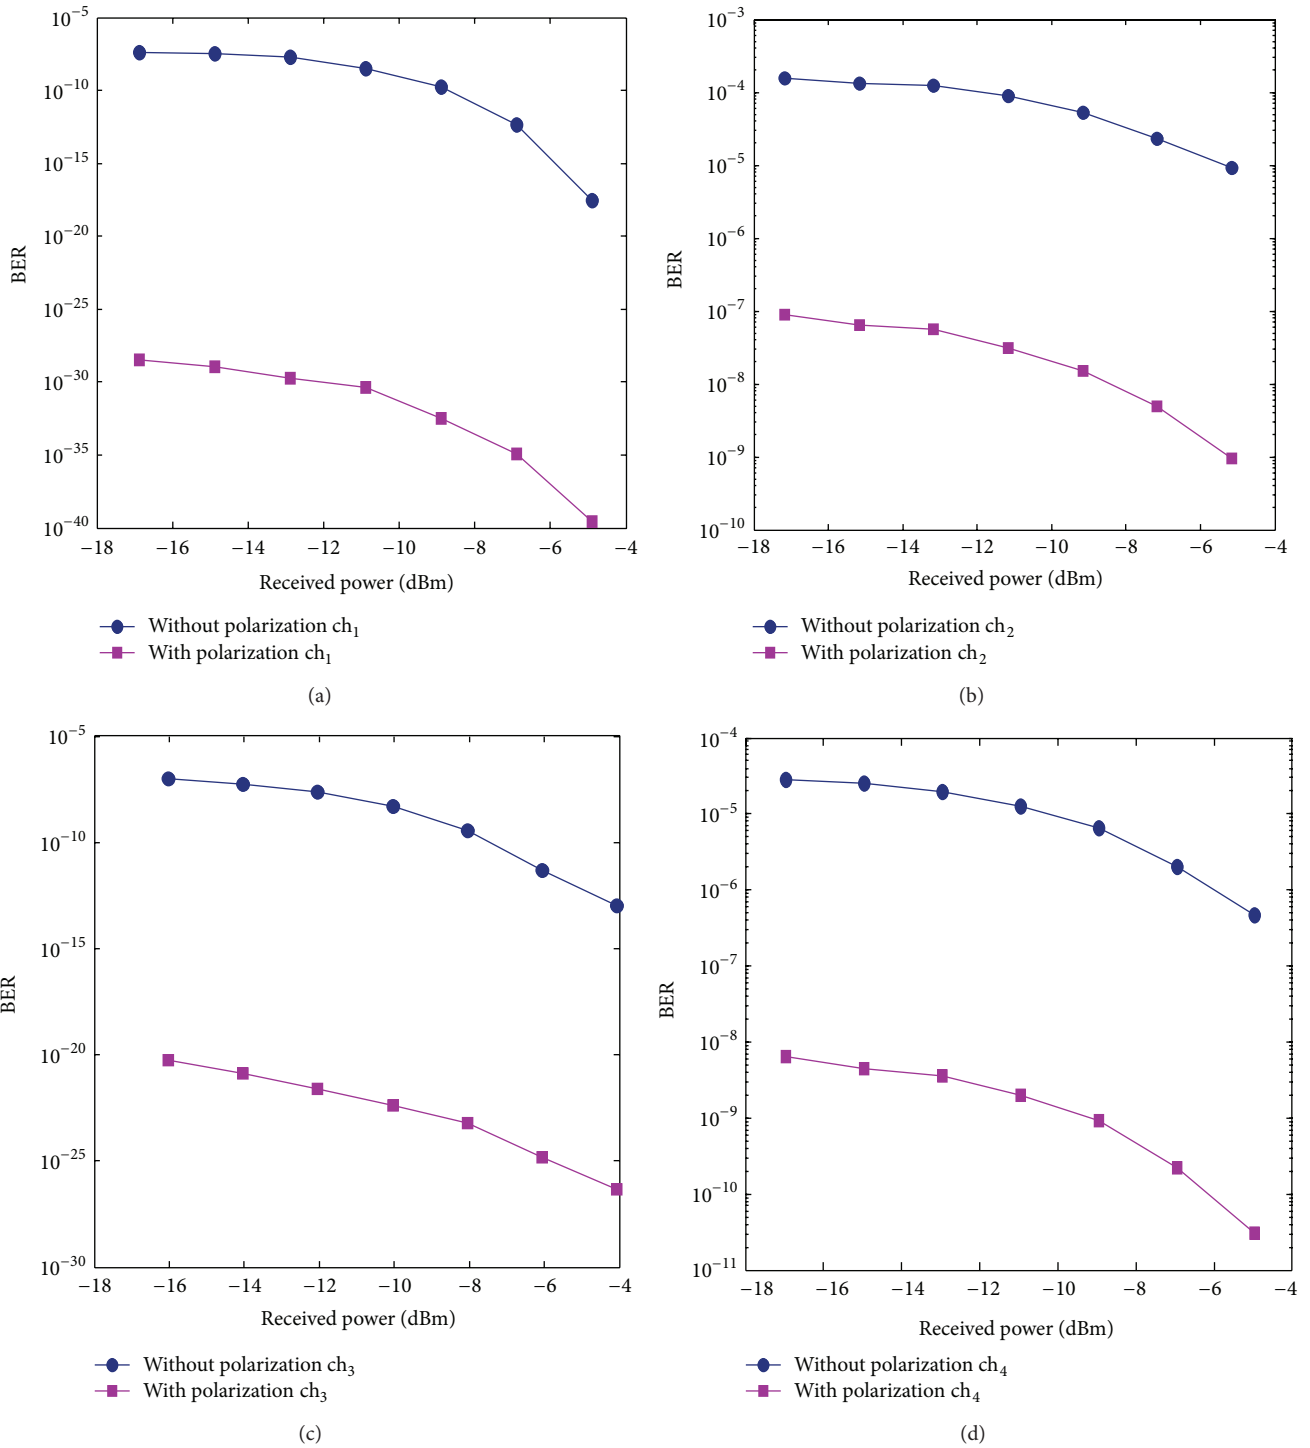 10−5
10−10
10−15
10−20
10−25
10−30
10−35
10−40
BER
−18 −16 −14 −12 −10 −8 −6 −4
Received power (dBm)
Without polarization ch1
With polarization ch1
(a)
10−3
10−4
10−5
10−6
10−7
10−8
10−9
10−10
BER
−18 −16 −14 −12 −10 −8 −6 −4
Received power (dBm)
Without polarization ch2
With polarization ch2
(b)
10−5
10−10
10−15
10−20
10−25
10−30
BER
−18 −16 −14 −12 −10 −8 −6 −4
Received power (dBm)
Without polarization ch3
With polarization ch3
(c)
10−4
10−5
10−6
10−7
10−8
10−9
10−10
10−11
BER
−18 −16 −14 −12 −10 −8 −6 −4
Received power (dBm)
Without polarization ch4
With polarization ch4
(d)